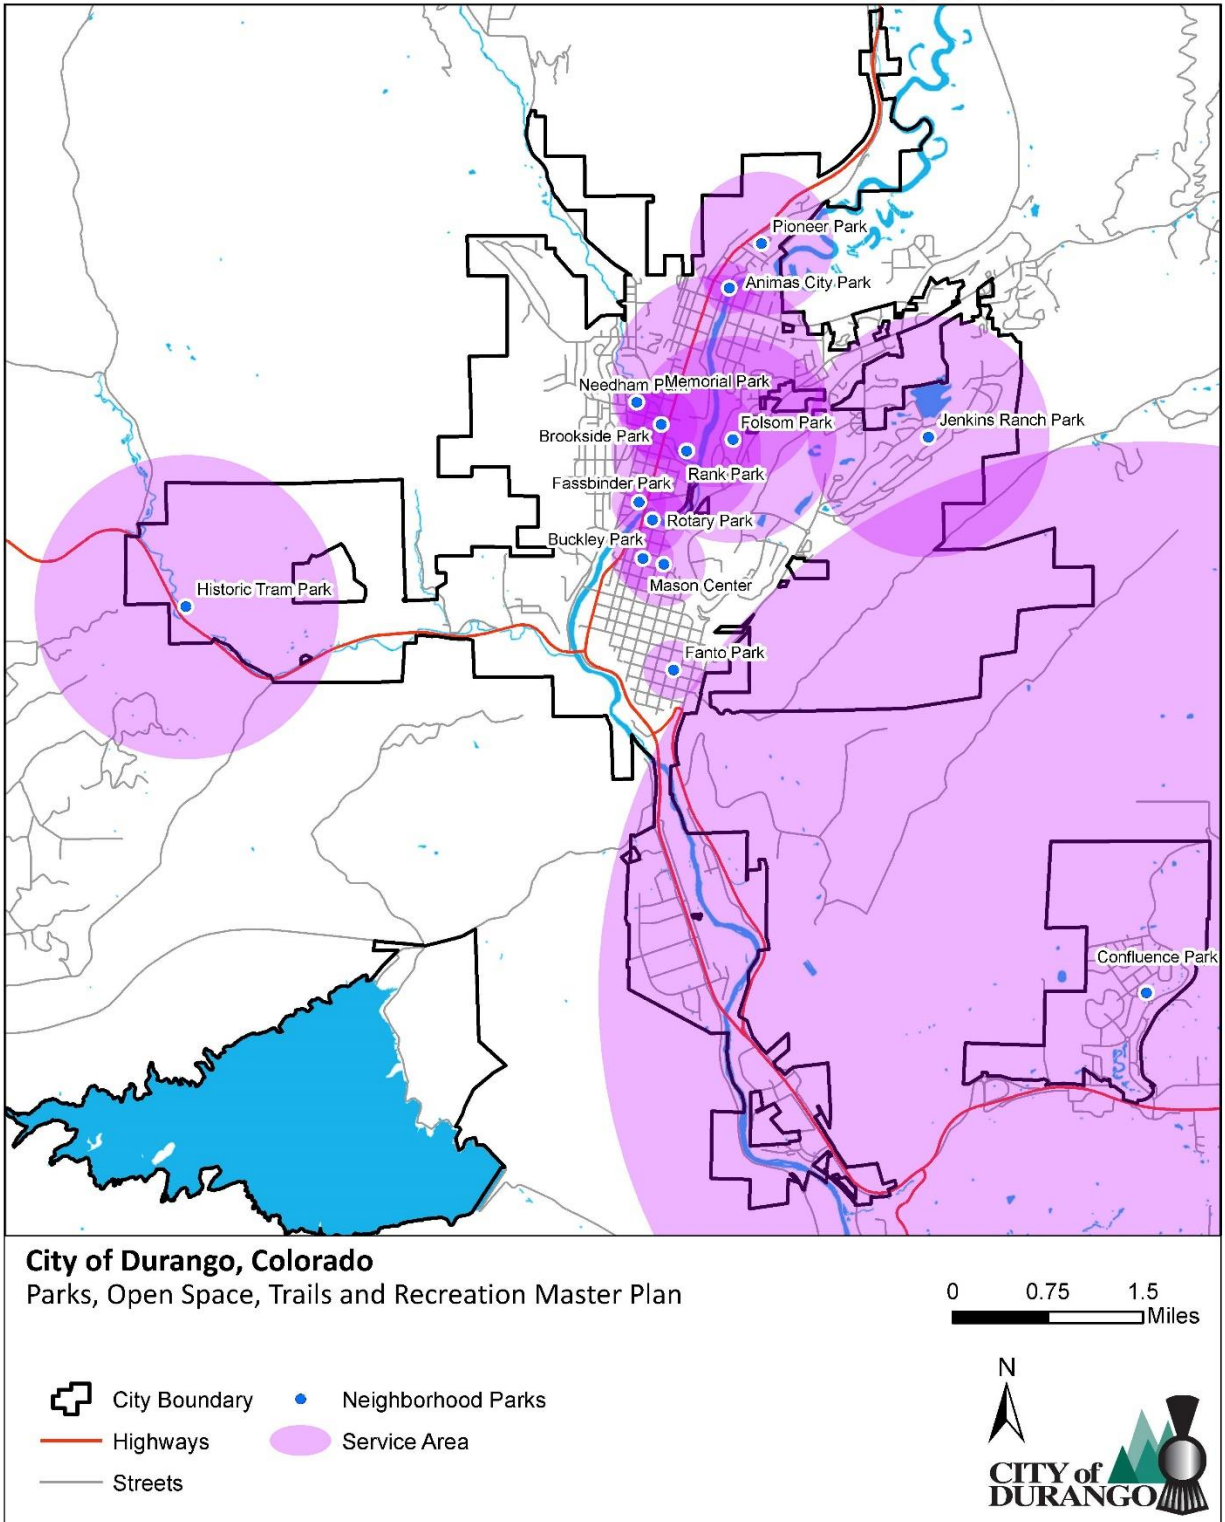 Pioneer Park
Animas City Park
Needham P
Memorial Park
Folsom Park
Jenkins Ranch Park
Brookside Park
Rank Park
Fassbinder Park
Rotary Park
Buckley Park
Mason Center
Historic Tram Park
Fanto Park
Confluence Park
City of Durango, Colorado
Parks, Open Space, Trails and Recreation Master Plan
0 0.75 1.5
Miles
City Boundary
Neighborhood Parks
Highways
Service Area
Streets
N
CITY of
DURANGO